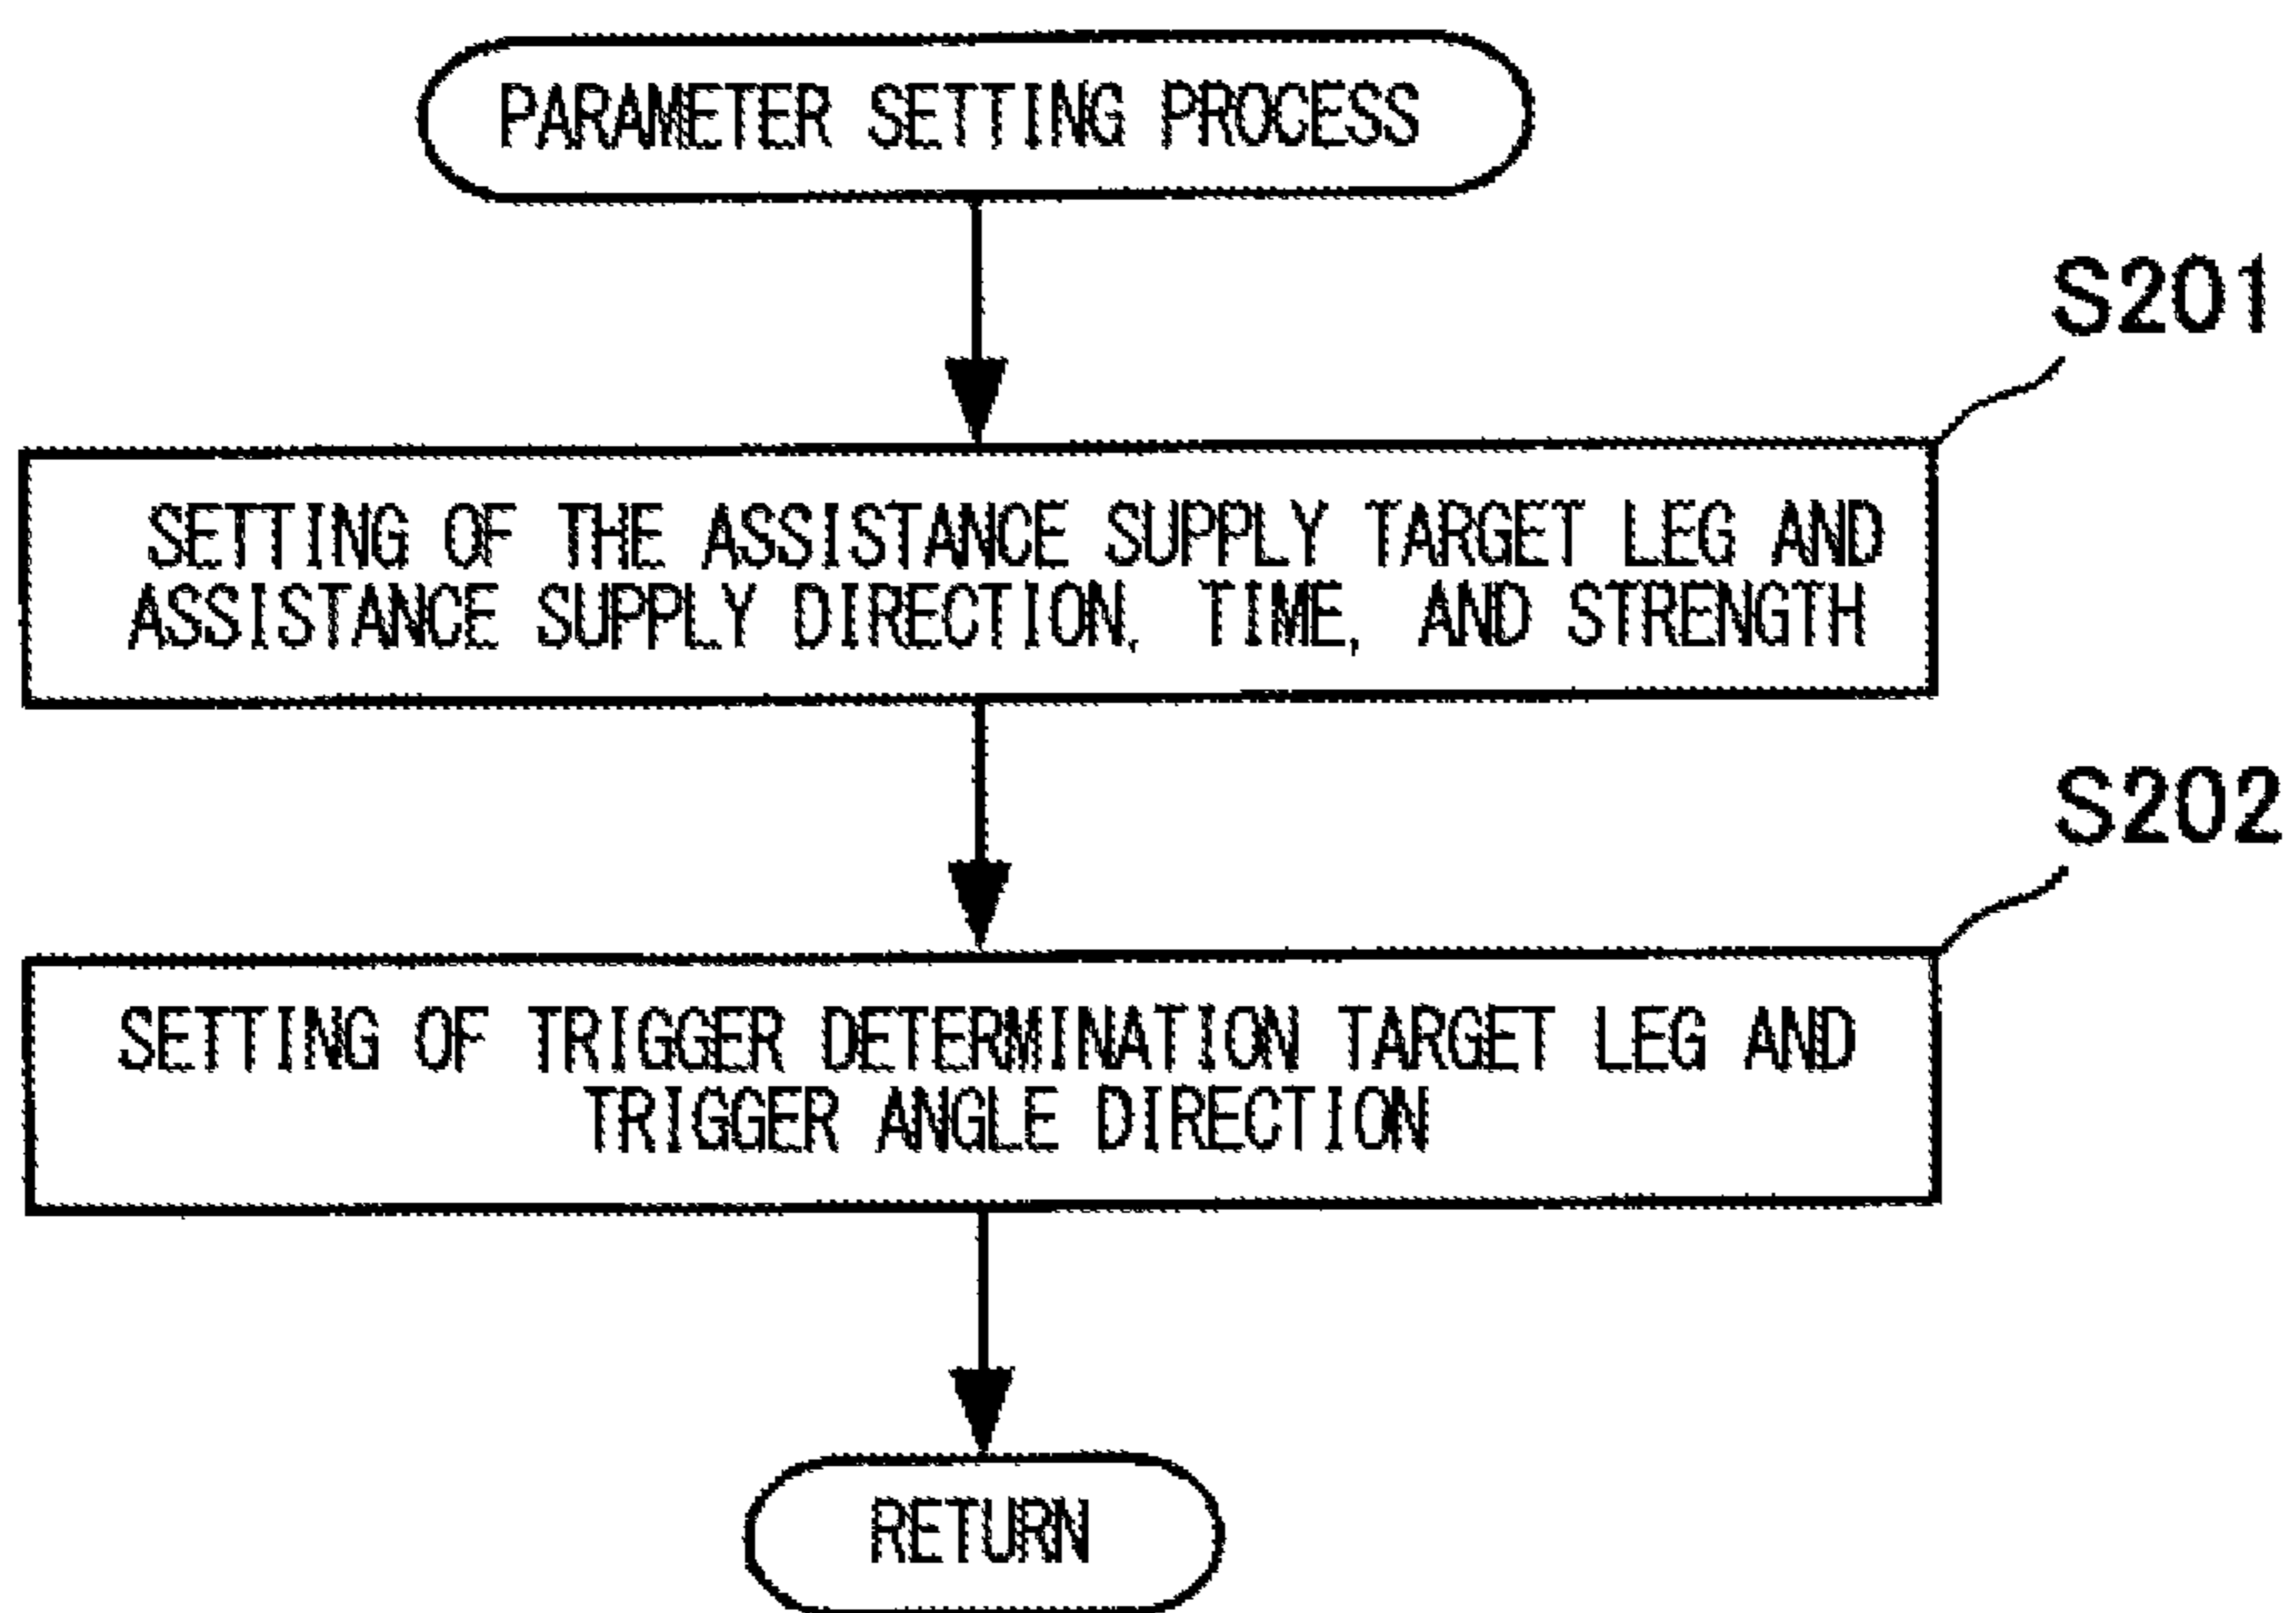 PARAMETER SETTING PROCESS
S201
SETTING OF THE ASSISTANCE SUPPLY TARGET LEG AND
ASSISTANCE SUPPLY DIRECTION, TIME, AND STRENGTH
S202
SETTING OF TRIGGER DETERMINATION TARGET LEG AND
TRIGGER ANGLE DIRECTION
RETURN